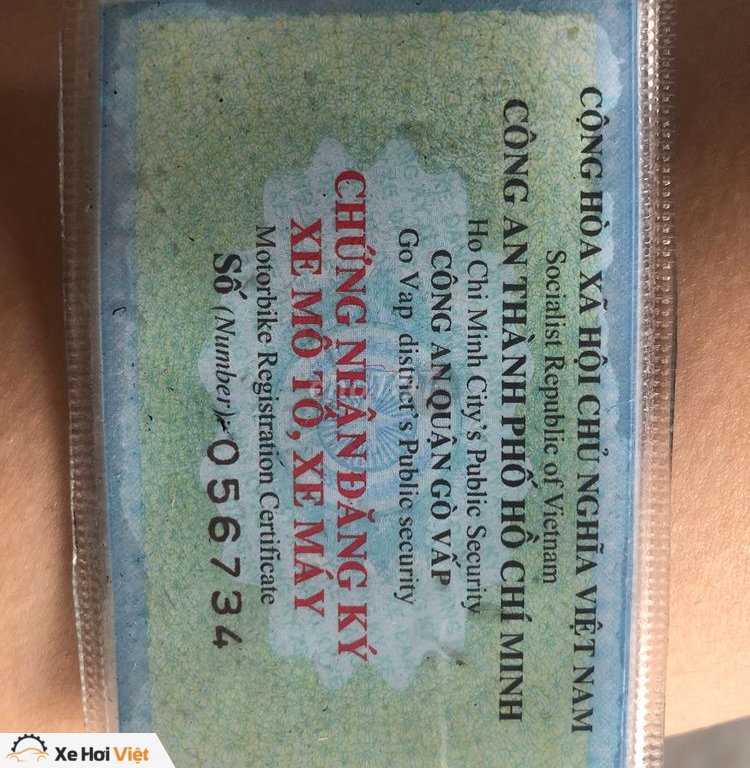 CỘNG HÒA XÃ HỘI CHỦ NGHĨA VIỆT NAM
Socialist Republic of Vietnam
CÔNG AN THÀNH PHỐ HỒ CHÍ MINH
Ho Chi Minh City's Public Security
CÔNG AN QUẬN GÒ VẤP
Go Vap district's Public security
CHỨNG NHẬN ĐĂNG KÝ
XE MÔ TÔ, XE MÁY
Motorbike Registration Certificate
Số (Number): 056734
Xe Hơi Việt